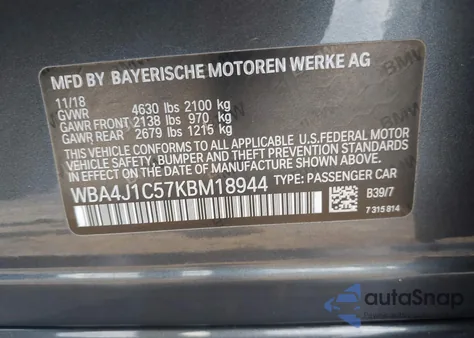 MFD BY BAYERISCHE MOTOREN WERKE AG
11/18
GVWR 4630 lbs 2100 kg
GAWR FRONT 2138 lbs 970 kg
GAWR REAR 2679 lbs 1215 kg
THIS VEHICLE CONFORMS TO ALL APPLICABLE U.S.FEDERAL MOTOR
VEHICLE SAFETY, BUMPER AND THEFT PREVENTION STANDARDS IN
EFFECT ON THE DATE OF MANUFACTURE SHOWN ABOVE.
WBA4J1C57KBM18944 TYPE: PASSENGER CAR
B39/7
7 315 814
autoSnap